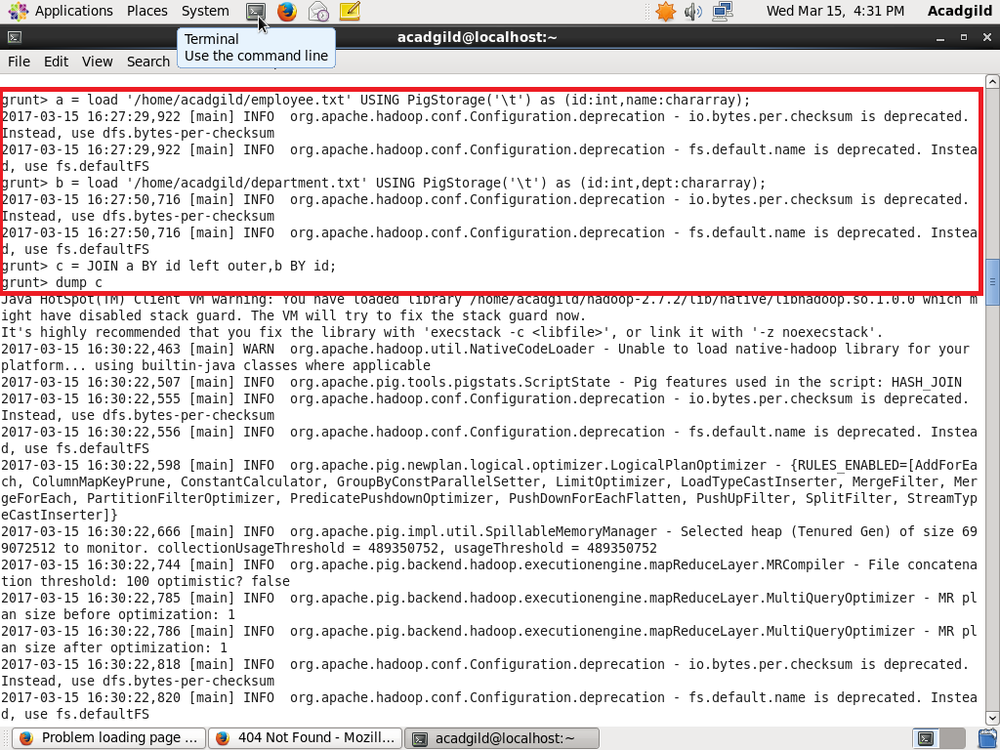 Applications Places System Wed Mar 15, 4:31 PM Acadgild
acadgild@localhost:~
Terminal
Use the command line
File Edit View Search
grunt> a = load '/home/acadgild/employee.txt' USING PigStorage('\t') as (id:int,name:chararray);
2017-03-15 16:27:29,922 [main] INFO  org.apache.hadoop.conf.Configuration.deprecation - io.bytes.per.checksum is deprecated.
Instead, use dfs.bytes-per-checksum
2017-03-15 16:27:29,922 [main] INFO  org.apache.hadoop.conf.Configuration.deprecation - fs.default.name is deprecated. Instea
d, use fs.defaultFS
grunt> b = load '/home/acadgild/department.txt' USING PigStorage('\t') as (id:int,dept:chararray);
2017-03-15 16:27:50,716 [main] INFO  org.apache.hadoop.conf.Configuration.deprecation - io.bytes.per.checksum is deprecated.
Instead, use dfs.bytes-per-checksum
2017-03-15 16:27:50,716 [main] INFO  org.apache.hadoop.conf.Configuration.deprecation - fs.default.name is deprecated. Instea
d, use fs.defaultFS
grunt> c = JOIN a BY id left outer,b BY id;
grunt> dump c
Java HotSpot(TM) Client VM warning: You have loaded library /home/acadgild/hadoop-2.7.2/lib/native/libhadoop.so.1.0.0 which m
ight have disabled stack guard. The VM will try to fix the stack guard now.
It's highly recommended that you fix the library with 'execstack -c <libfile>', or link it with '-z noexecstack'.
2017-03-15 16:30:22,463 [main] WARN  org.apache.hadoop.util.NativeCodeLoader - Unable to load native-hadoop library for your
platform... using builtin-java classes where applicable
2017-03-15 16:30:22,507 [main] INFO  org.apache.pig.tools.pigstats.ScriptState - Pig features used in the script: HASH_JOIN
2017-03-15 16:30:22,555 [main] INFO  org.apache.hadoop.conf.Configuration.deprecation - io.bytes.per.checksum is deprecated.
Instead, use dfs.bytes-per-checksum
2017-03-15 16:30:22,556 [main] INFO  org.apache.hadoop.conf.Configuration.deprecation - fs.default.name is deprecated. Instea
d, use fs.defaultFS
2017-03-15 16:30:22,598 [main] INFO  org.apache.pig.newplan.logical.optimizer.LogicalPlanOptimizer - {RULES_ENABLED=[AddForEa
ch, ColumnMapKeyPrune, ConstantCalculator, GroupByConstParallelSetter, LimitOptimizer, LoadTypeCastInserter, MergeFilter, Mer
geForEach, PartitionFilterOptimizer, PredicatePushdownOptimizer, PushDownForEachFlatten, PushUpFilter, SplitFilter, StreamTyp
eCastInserter]}
2017-03-15 16:30:22,666 [main] INFO  org.apache.pig.impl.util.SpillableMemoryManager - Selected heap (Tenured Gen) of size 69
9072512 to monitor. collectionUsageThreshold = 489350752, usageThreshold = 489350752
2017-03-15 16:30:22,744 [main] INFO  org.apache.pig.backend.hadoop.executionengine.mapReduceLayer.MRCompiler - File concatena
tion threshold: 100 optimistic? false
2017-03-15 16:30:22,785 [main] INFO  org.apache.pig.backend.hadoop.executionengine.mapReduceLayer.MultiQueryOptimizer - MR pl
an size before optimization: 1
2017-03-15 16:30:22,786 [main] INFO  org.apache.pig.backend.hadoop.executionengine.mapReduceLayer.MultiQueryOptimizer - MR pl
an size after optimization: 1
2017-03-15 16:30:22,818 [main] INFO  org.apache.hadoop.conf.Configuration.deprecation - io.bytes.per.checksum is deprecated.
Instead, use dfs.bytes-per-checksum
2017-03-15 16:30:22,820 [main] INFO  org.apache.hadoop.conf.Configuration.deprecation - fs.default.name is deprecated. Instea
d, use fs.defaultFS
Problem loading page ... 404 Not Found - Mozill... acadgild@localhost:~